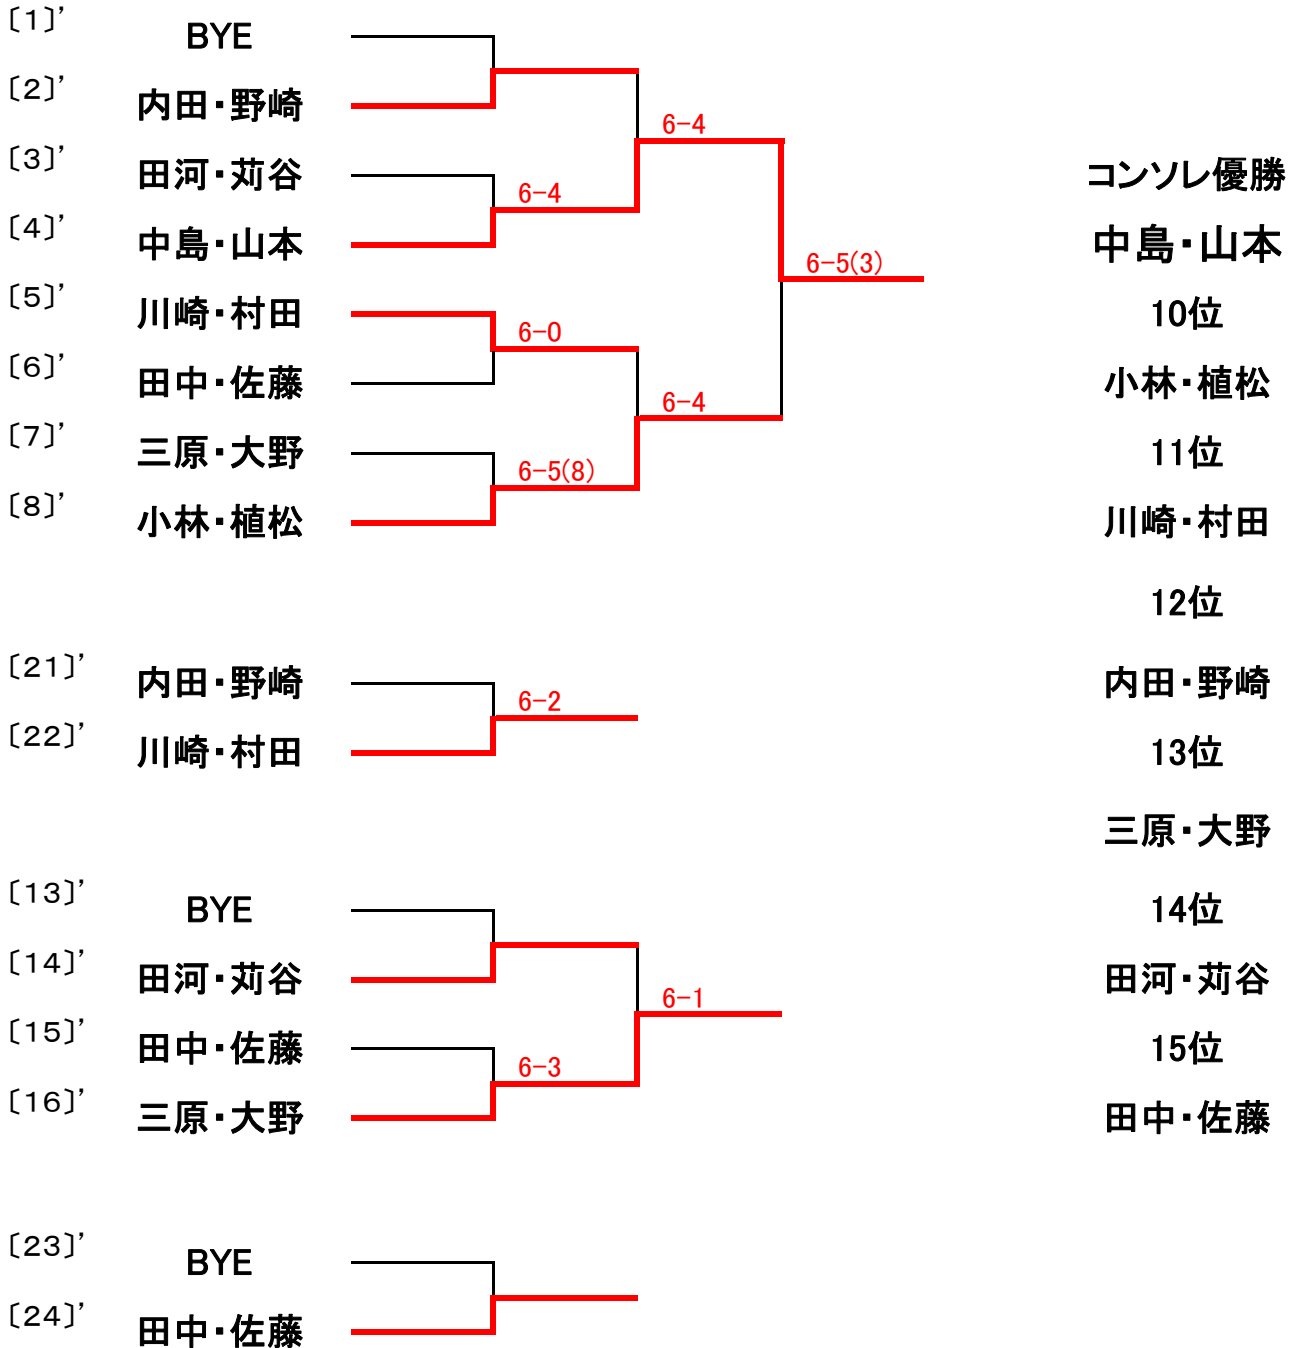 〔1〕’ BYE
〔2〕’ 内田・野崎
6-4
〔3〕’ 田河・苅谷
6-4
コンソレ優勝
〔4〕’ 中島・山本
中島・山本
6-5(3)
〔5〕’ 川崎・村田
10位
6-0
〔6〕’ 田中・佐藤
小林・植松
6-4
〔7〕’ 三原・大野
11位
6-5(8)
〔8〕’ 小林・植松
川崎・村田
12位
〔21〕’ 内田・野崎
内田・野崎
6-2
〔22〕’ 川崎・村田
13位
三原・大野
〔13〕’ BYE
14位
〔14〕’ 田河・苅谷
田河・苅谷
6-1
〔15〕’ 田中・佐藤
15位
6-3
〔16〕’ 三原・大野
田中・佐藤
〔23〕’ BYE
〔24〕’ 田中・佐藤